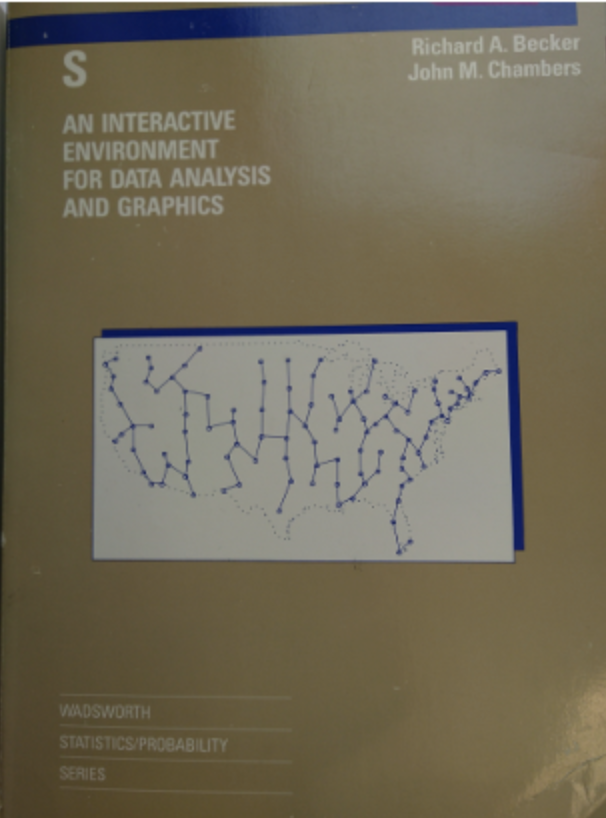 S
Richard A. Becker
John M. Chambers
AN INTERACTIVE
ENVIRONMENT
FOR DATA ANALYSIS
AND GRAPHICS
WADSWORTH
STATISTICS/PROBABILITY
SERIES